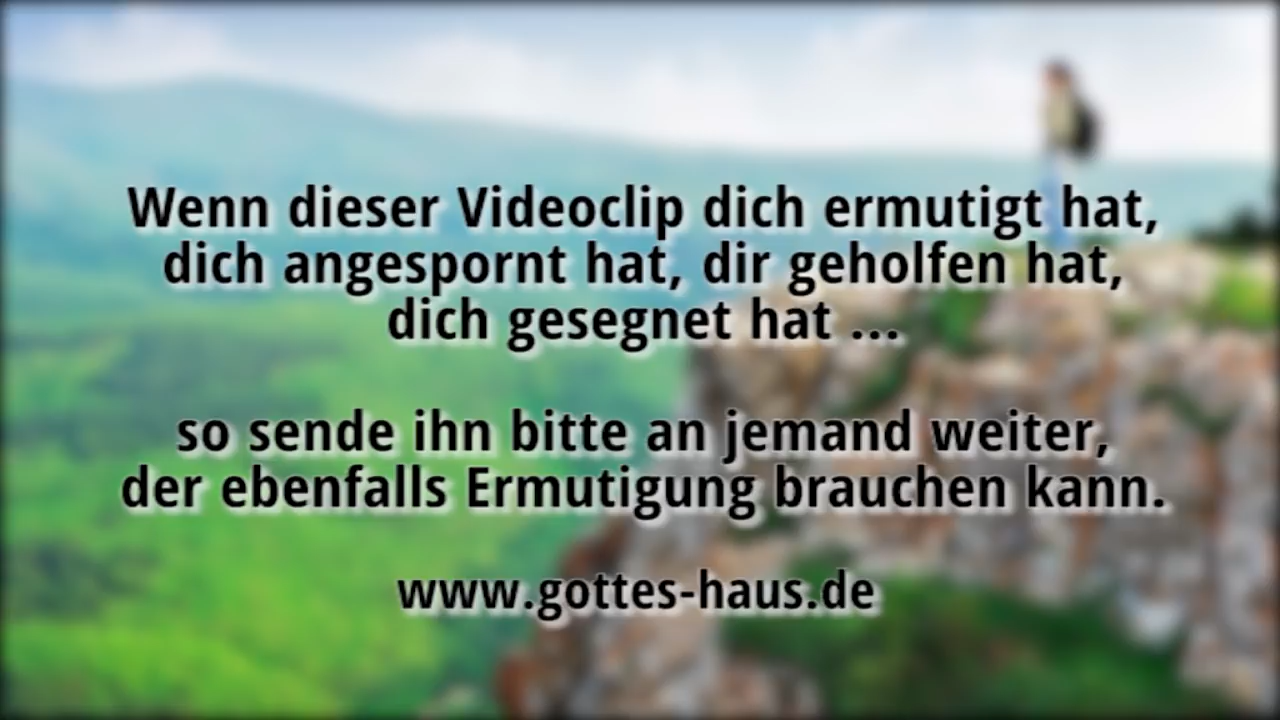 Wenn dieser Videoclip dich ermutigt hat,
dich angespornt hat, dir geholfen hat,
dich gesegnet hat ...
so sende ihn bitte an jemand weiter,
der ebenfalls Ermutigung brauchen kann.
www.gottes-haus.de